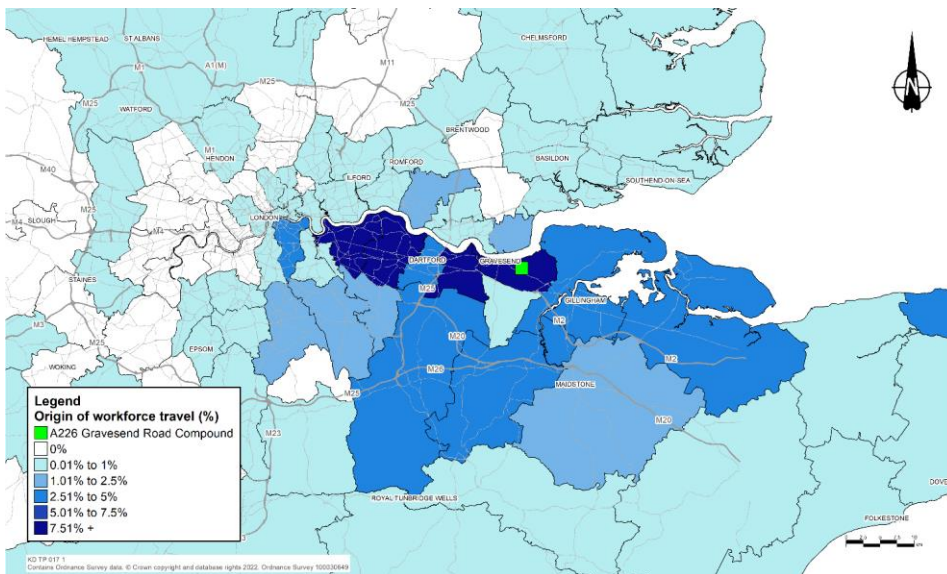 HEMEL HEMPSTEAD
ST ALBANS
CHELMSFORD
M1
A1(M)
M25
M11
M25
M25
WATFORD
BRENTWOOD
M1
HENDON
ROMFORD
BASILDON
M40
ILFORD
SOUTHEND-ON-SEA
M25
SLOUGH
LONDON
M4
M4
DARTFORD
GRAVESEND
STAINES
M25
GILLINGHAM
M3
EPSOM
M2
M20
M25
M2
WOKING
M26
M25
MAIDSTONE
M20
M23
ROYAL TUNBRIDGE WELLS
DOVE
FOLKESTONE
N
Legend
Origin of workforce travel (%)
A226 Gravesend Road Compound
0%
0.01% to 1%
1.01% to 2.5%
2.51% to 5%
5.01% to 7.5%
7.51% +
KD TP 017 1
Contains Ordnance Survey data. © Crown copyright and database rights 2022, Ordnance Survey 100030649